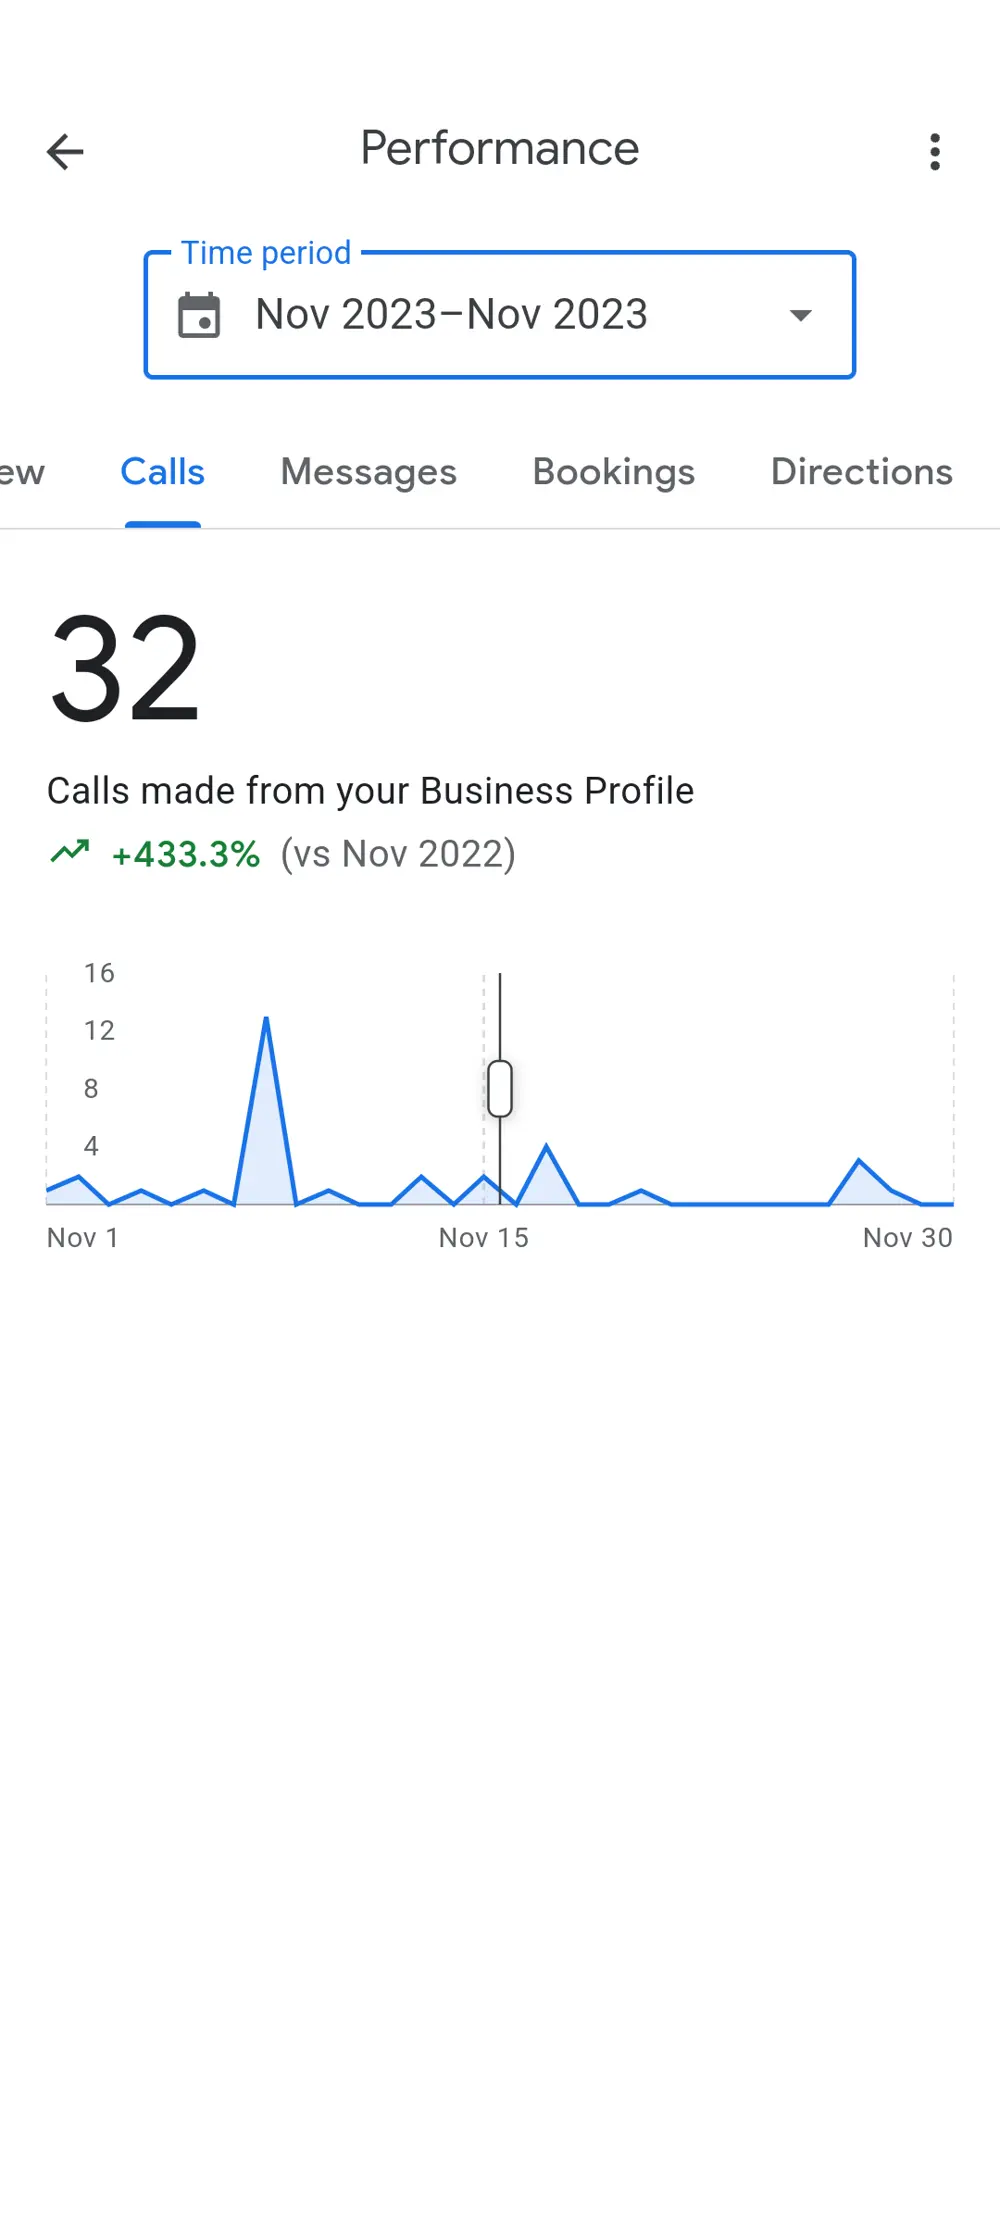 Performance
Time period
Nov 2023–Nov 2023
ew Calls Messages Bookings Directions
32
Calls made from your Business Profile
+433.3% (vs Nov 2022)
16
12
8
4
Nov 1 Nov 15 Nov 30